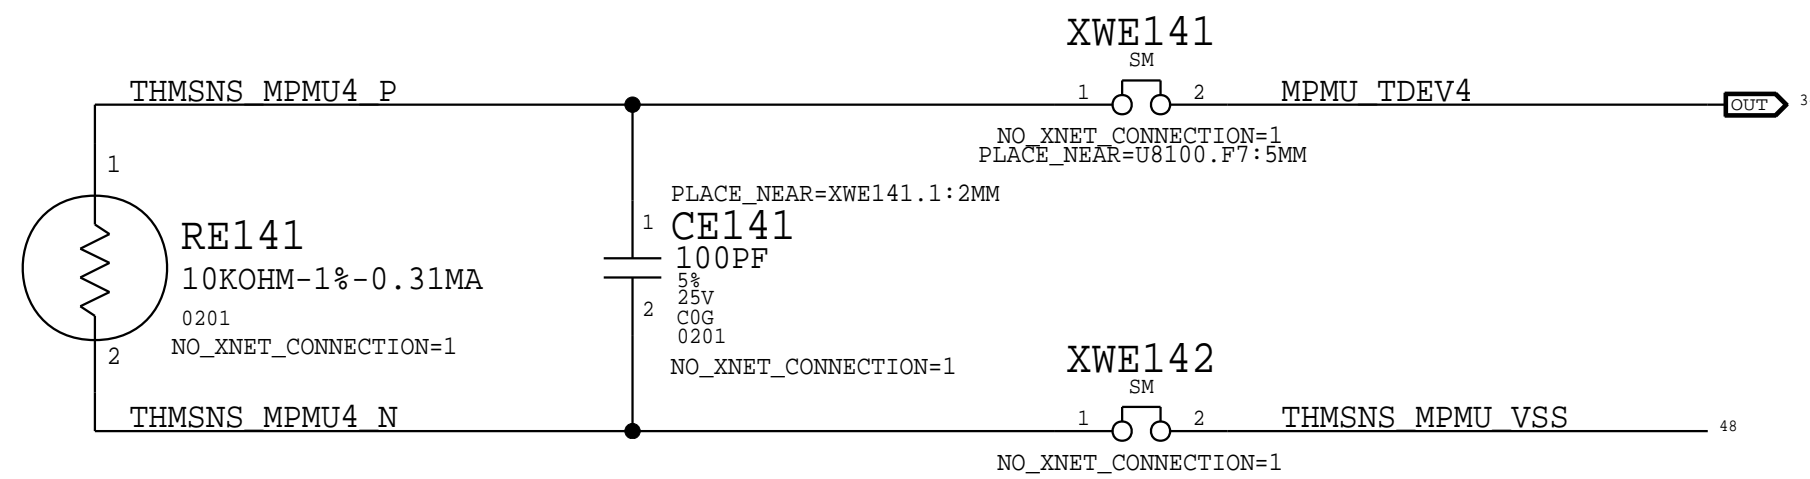 XWE141
SM
THMSNS_MPMU4_P
1
2
MPMU_TDEV4
OUT
3
NO_XNET_CONNECTION=1
PLACE_NEAR=U8100.F7:5MM
1
PLACE_NEAR=XWE141.1:2MM
1
CE141
RE141
100PF
10KOHM-1%-0.31MA
5%
25V
2
C0G
0201
0201
NO_XNET_CONNECTION=1
2
NO_XNET_CONNECTION=1
XWE142
SM
THMSNS_MPMU4_N
1
2
THMSNS_MPMU_VSS
48
NO_XNET_CONNECTION=1